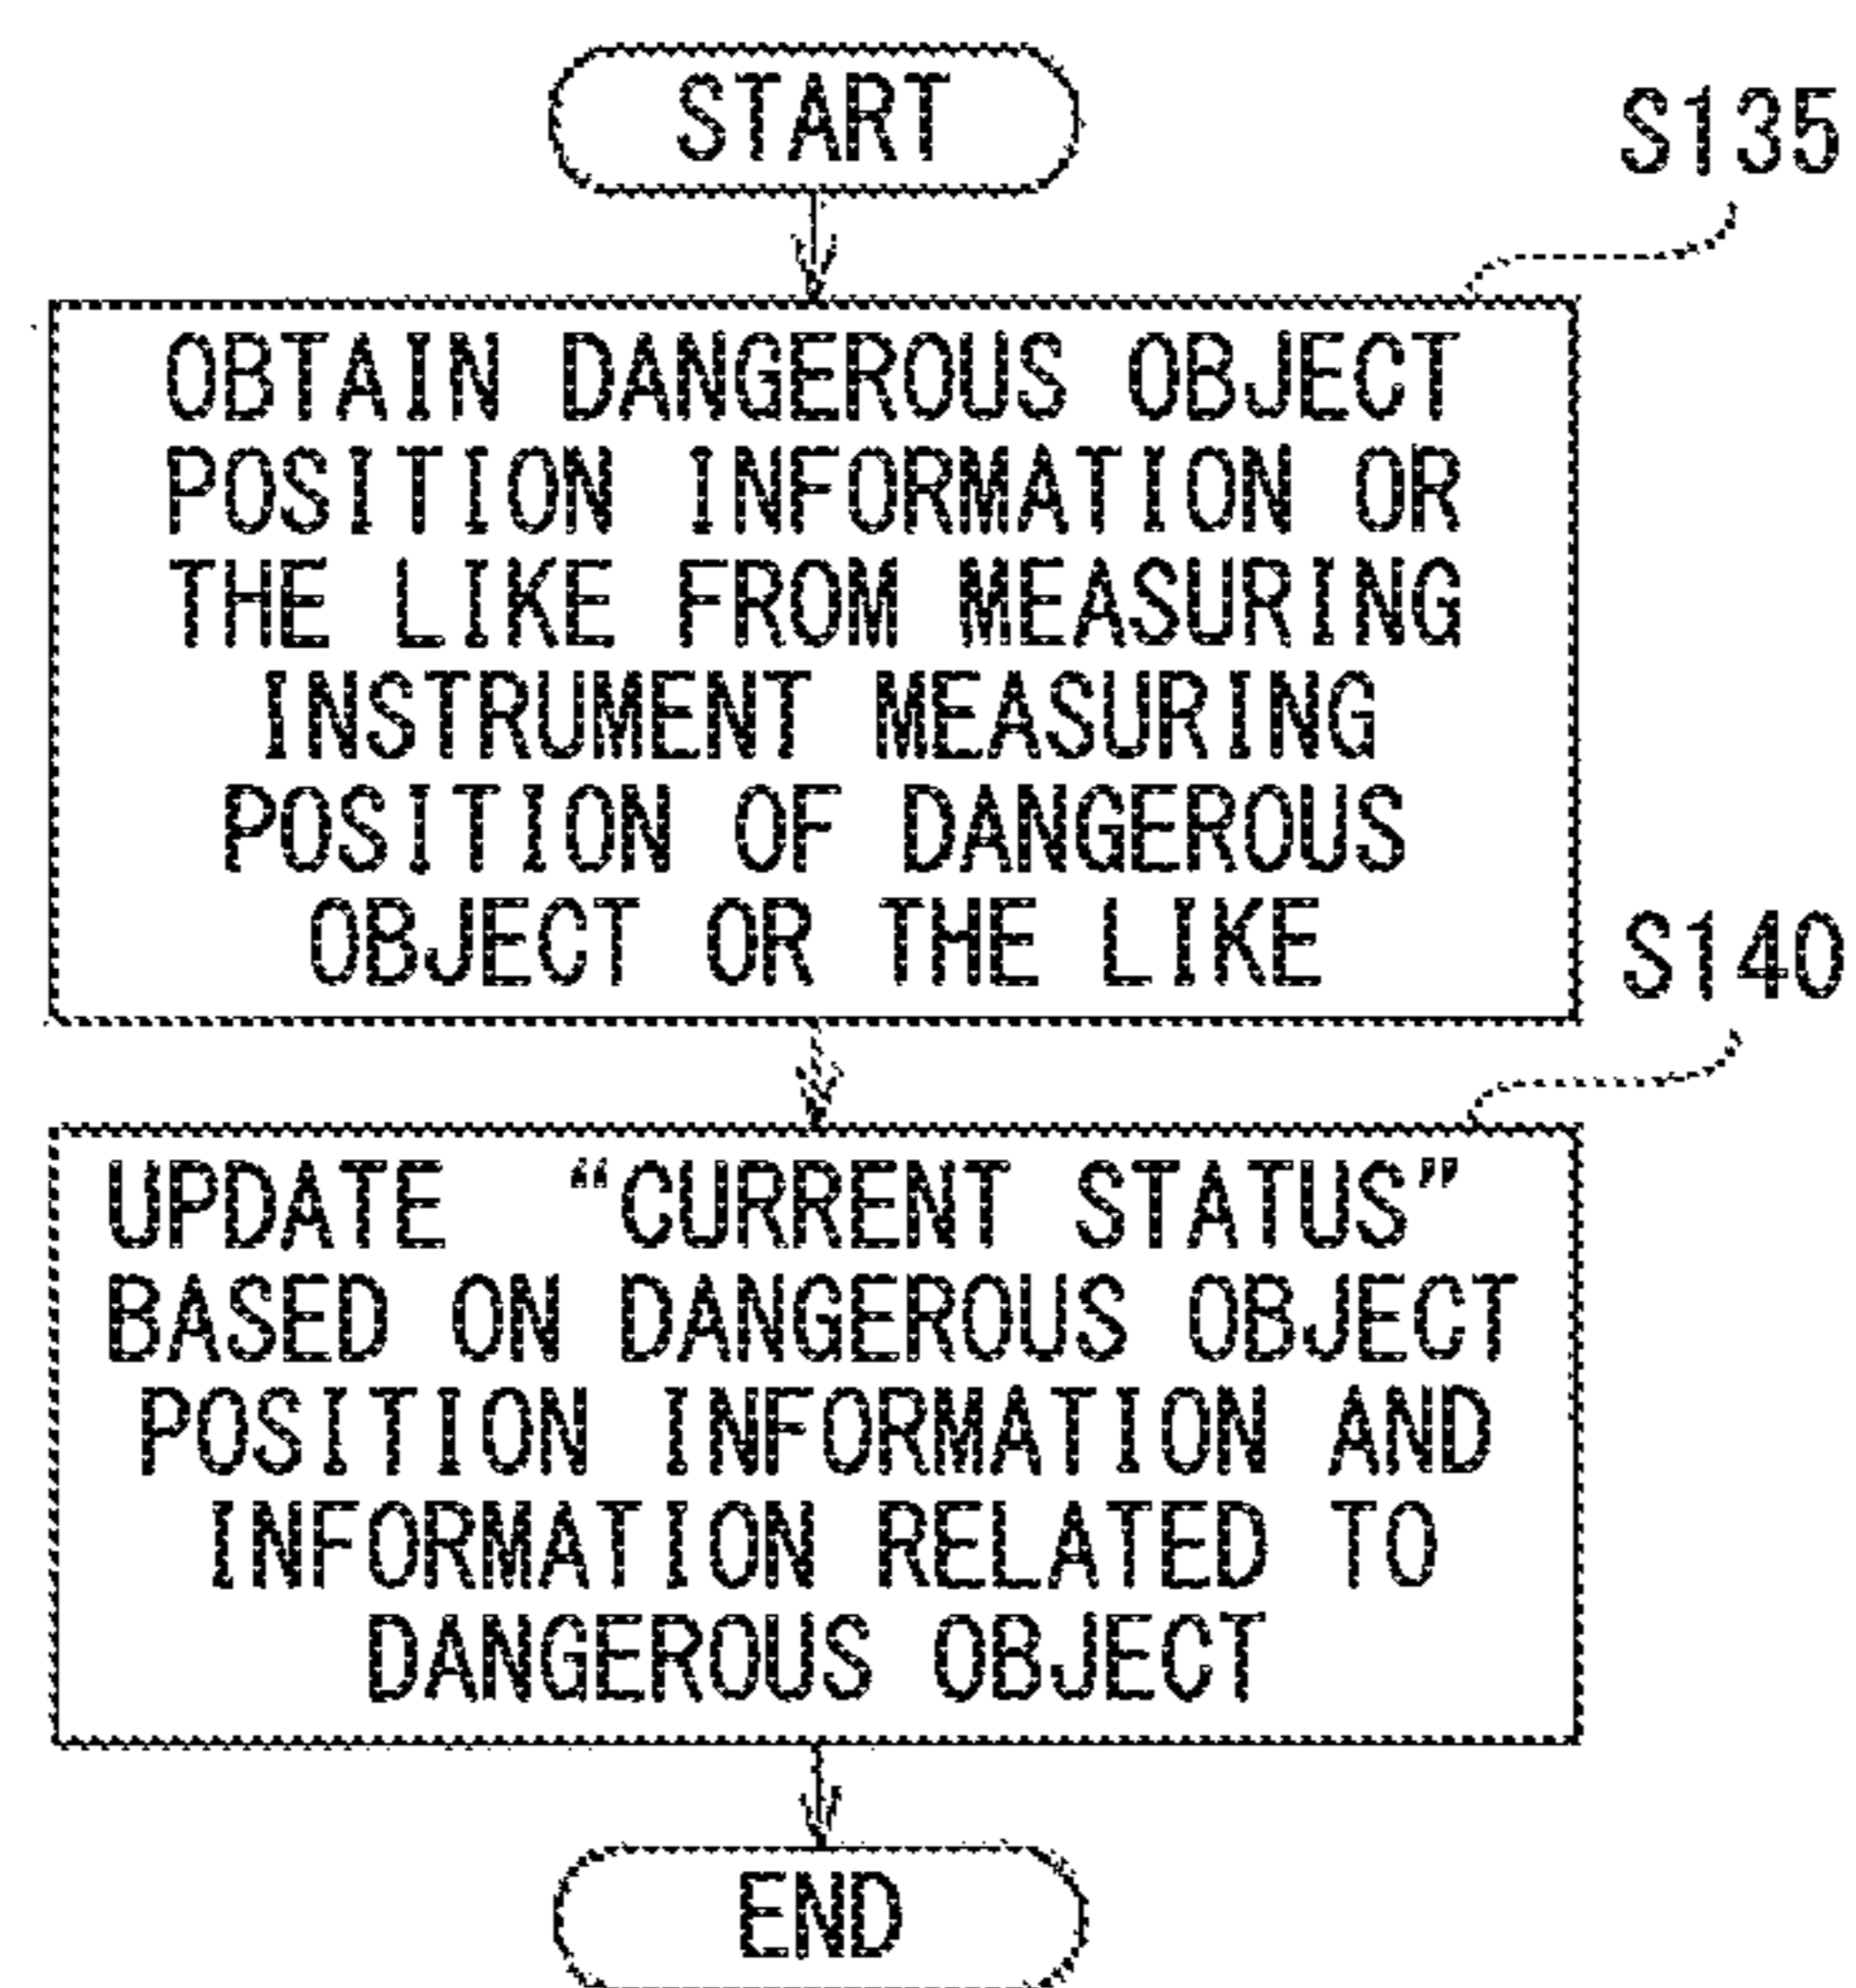 START
S135
OBTAIN DANGEROUS OBJECT
POSITION INFORMATION OR
THE LIKE FROM MEASURING
INSTRUMENT MEASURING
POSITION OF DANGEROUS
OBJECT OR THE LIKE
S140
UPDATE “CURRENT STATUS”
BASED ON DANGEROUS OBJECT
POSITION INFORMATION AND
INFORMATION RELATED TO
DANGEROUS OBJECT
END